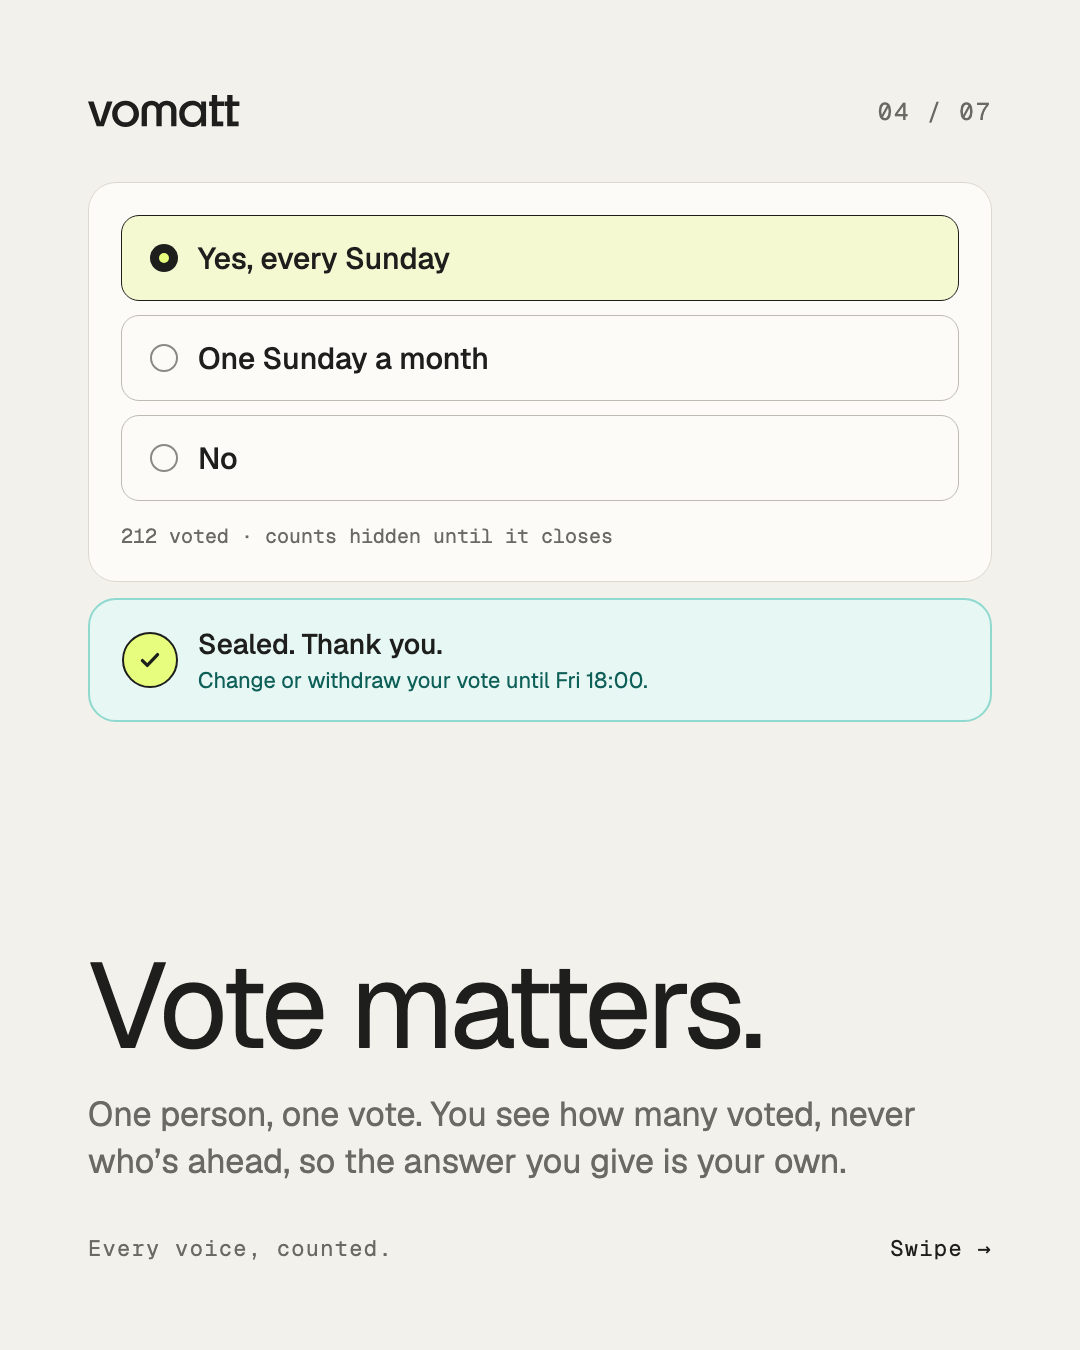 vomatt
04 / 07
Yes, every Sunday
One Sunday a month
No
212 voted · counts hidden until it closes
Sealed. Thank you.
Change or withdraw your vote until Fri 18:00.
Vote matters.
One person, one vote. You see how many voted, never
who’s ahead, so the answer you give is your own.
Every voice, counted.
Swipe →